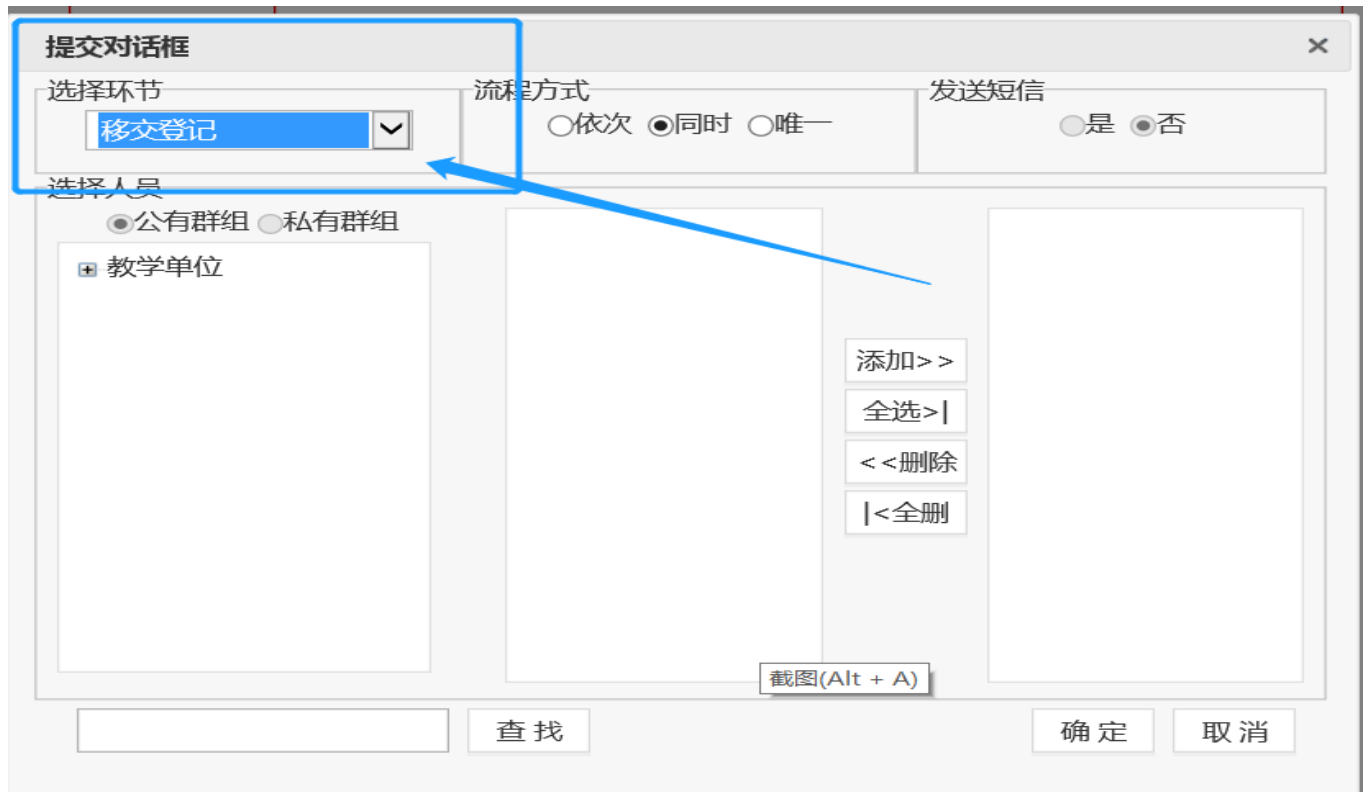 提交对话框 ×
选择环节 流程方式 发送短信
移交登记 依次 同时 唯一 是 否
选择人员
公有群组 私有群组
教学单位
添加>>
全选>|
<<删除
|<全删
截图(Alt + A)
查找 确定 取消